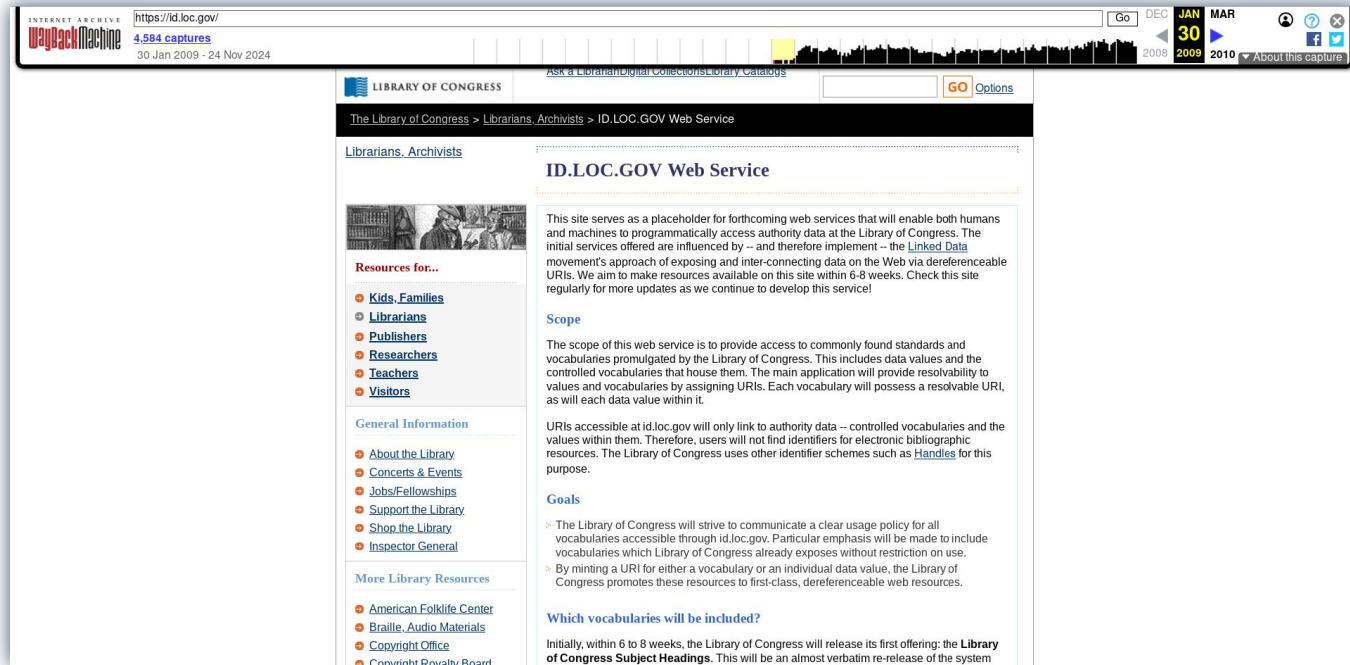 INTERNET ARCHIVE
WayBackMachine
https://id.loc.gov/
Go
4,584 captures
30 Jan 2009 - 24 Nov 2024
DEC JAN MAR
30
2008 2009 2010
About this capture
Ask a Librarian Digital Collections Library Catalogs
LIBRARY OF CONGRESS
GO Options
The Library of Congress > Librarians, Archivists > ID.LOC.GOV Web Service
Librarians, Archivists
Resources for...
Kids, Families
Librarians
Publishers
Researchers
Teachers
Visitors
General Information
About the Library
Concerts & Events
Jobs/Fellowships
Support the Library
Shop the Library
Inspector General
More Library Resources
American Folklife Center
Braille, Audio Materials
Copyright Office
Copyright Royalty Board
ID.LOC.GOV Web Service
This site serves as a placeholder for forthcoming web services that will enable both humans
and machines to programmatically access authority data at the Library of Congress. The
initial services offered are influenced by -- and therefore implement -- the Linked Data
movement's approach of exposing and inter-connecting data on the Web via dereferenceable
URIs. We aim to make resources available on this site within 6-8 weeks. Check this site
regularly for more updates as we continue to develop this service!
Scope
The scope of this web service is to provide access to commonly found standards and
vocabularies promulgated by the Library of Congress. This includes data values and the
controlled vocabularies that house them. The main application will provide resolvability to
values and vocabularies by assigning URIs. Each vocabulary will possess a resolvable URI,
as will each data value within it.
URIs accessible at id.loc.gov will only link to authority data -- controlled vocabularies and the
values within them. Therefore, users will not find identifiers for electronic bibliographic
resources. The Library of Congress uses other identifier schemes such as Handles for this
purpose.
Goals
The Library of Congress will strive to communicate a clear usage policy for all
vocabularies accessible through id.loc.gov. Particular emphasis will be made to include
vocabularies which Library of Congress already exposes without restriction on use.
By minting a URI for either a vocabulary or an individual data value, the Library of
Congress promotes these resources to first-class, dereferenceable web resources.
Which vocabularies will be included?
Initially, within 6 to 8 weeks, the Library of Congress will release its first offering: the Library
of Congress Subject Headings. This will be an almost verbatim re-release of the system